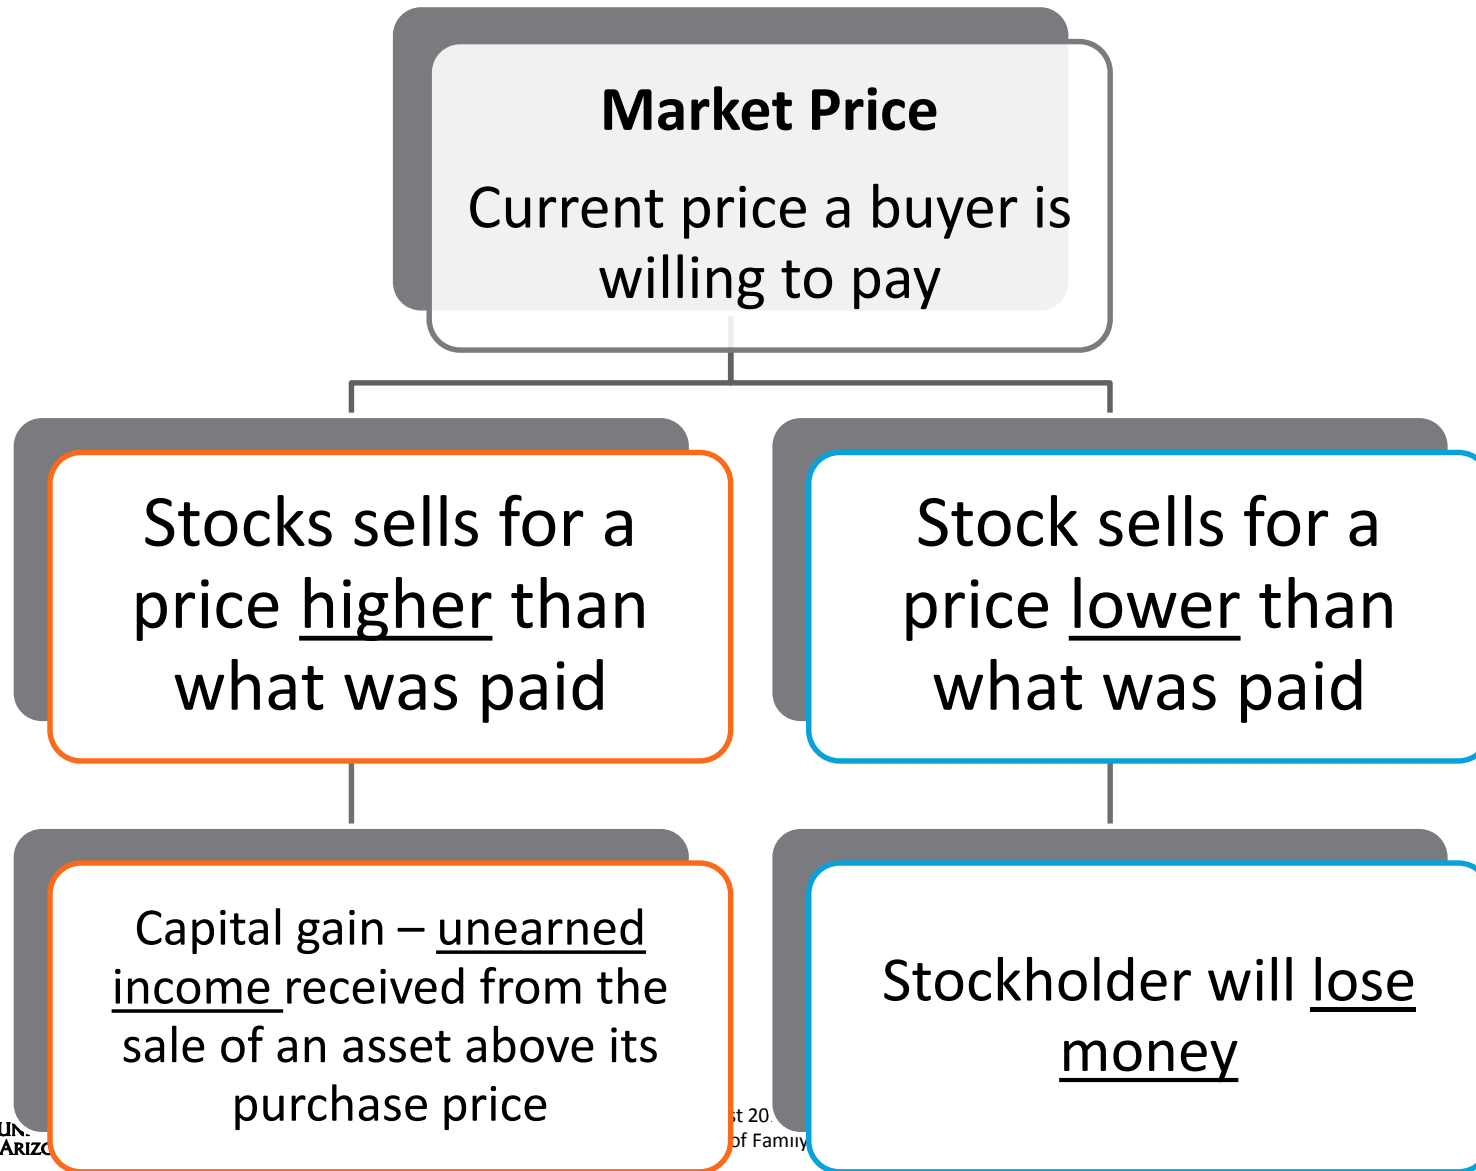 Market Price
Current price a buyer is
willing to pay
Stocks sells for a
price higher than
what was paid
Stock sells for a
price lower than
what was paid
Capital gain – unearned
income received from the
sale of an asset above its
purchase price
Stockholder will lose
money
of Family